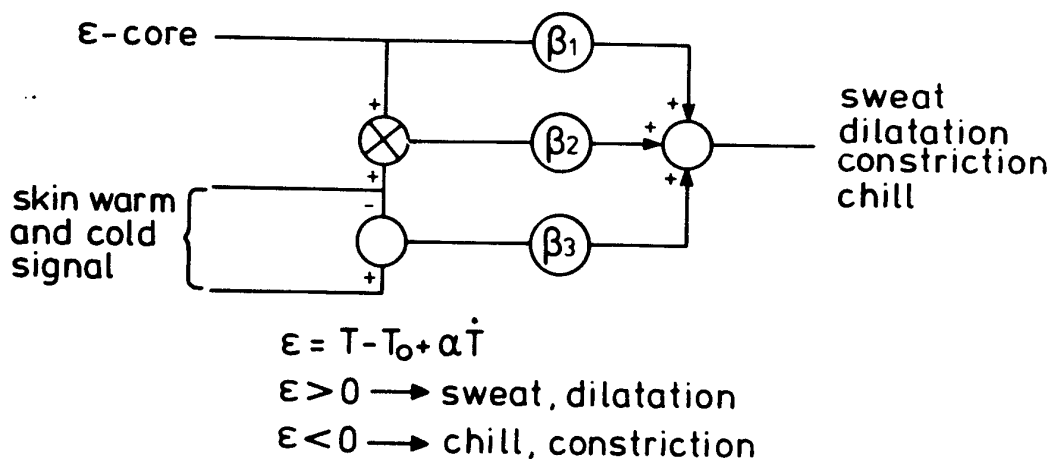 ε-core
β1
+
β2
+
+
+
+
sweat
dilatation
constriction
chill
skin warm
and cold
signal
-
+
β3
ε = T-T₀+ αṪ
ε > 0 → sweat, dilatation
ε < 0 → chill, constriction